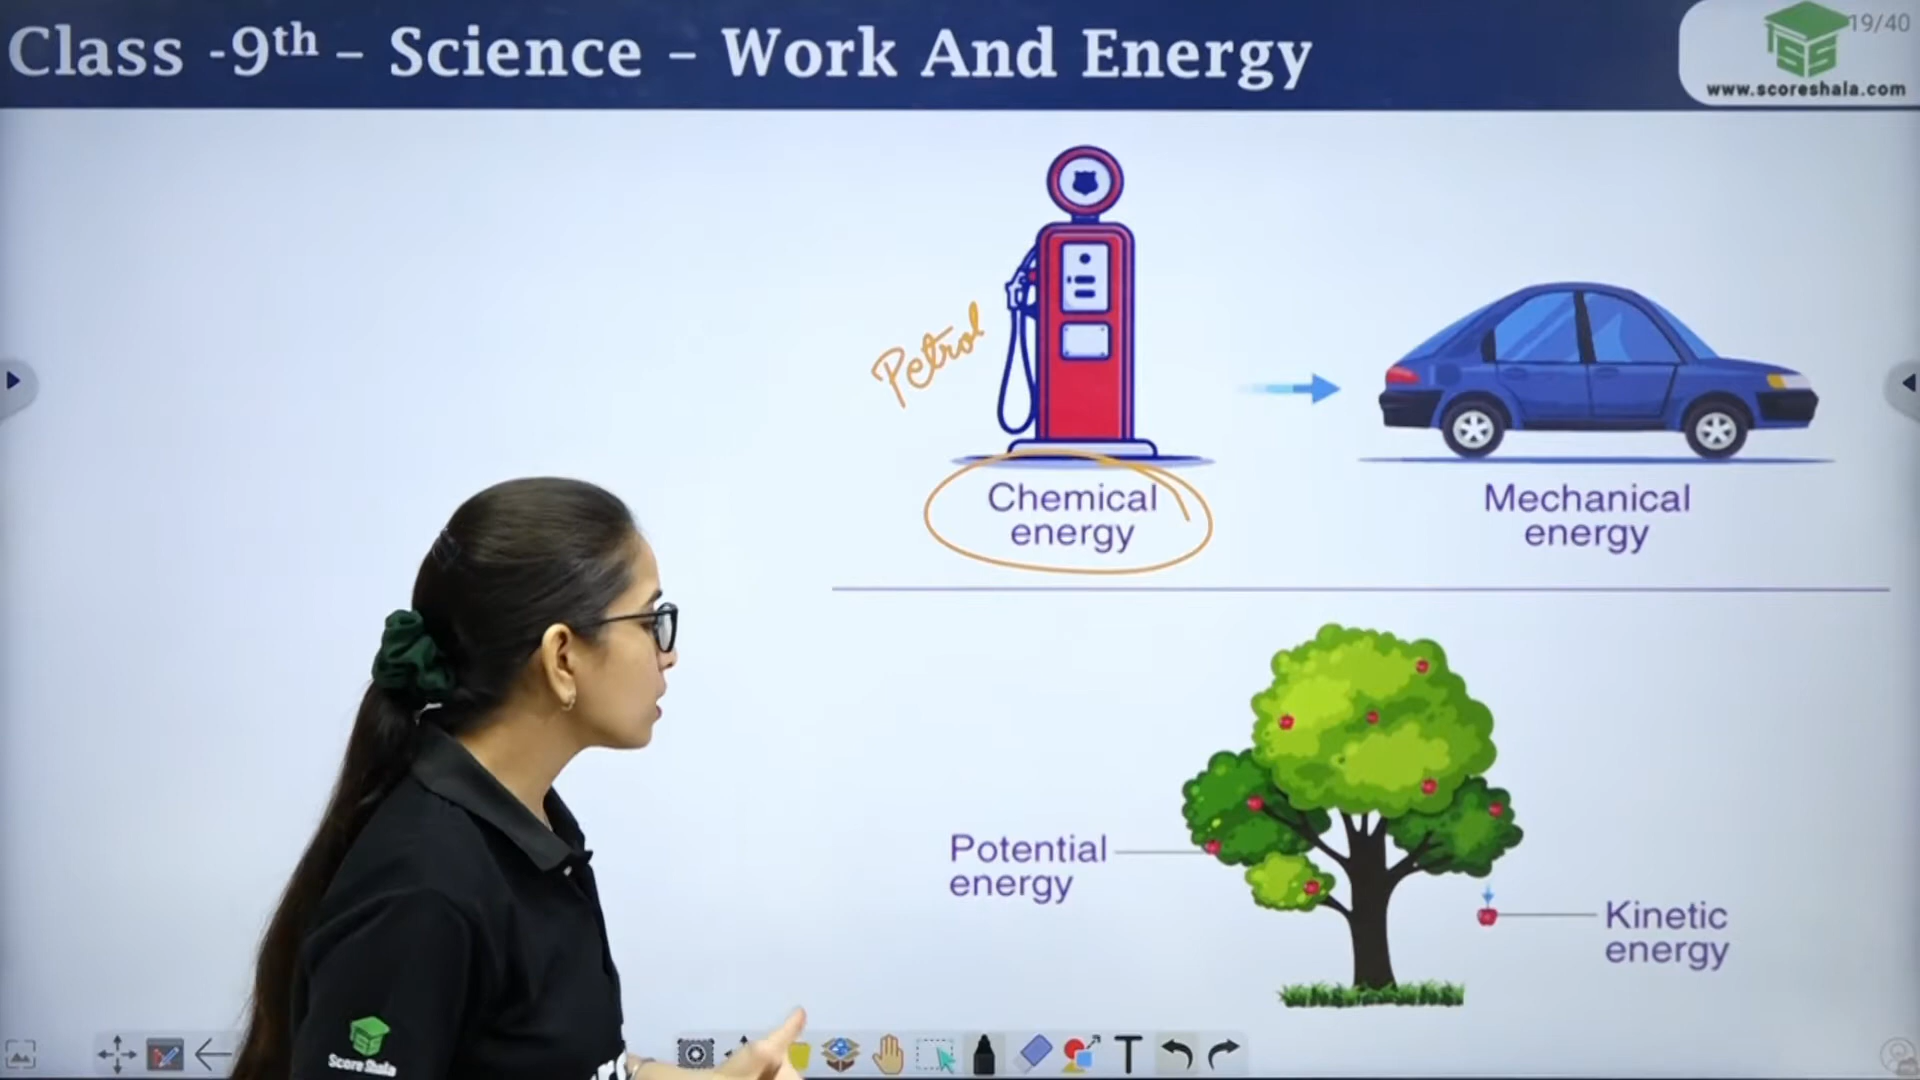 Class -9th – Science – Work And Energy
19/40
www.scoreshala.com
Petrol
Chemical
energy
Mechanical
energy
Potential
energy
Kinetic
energy
Score Shala
T